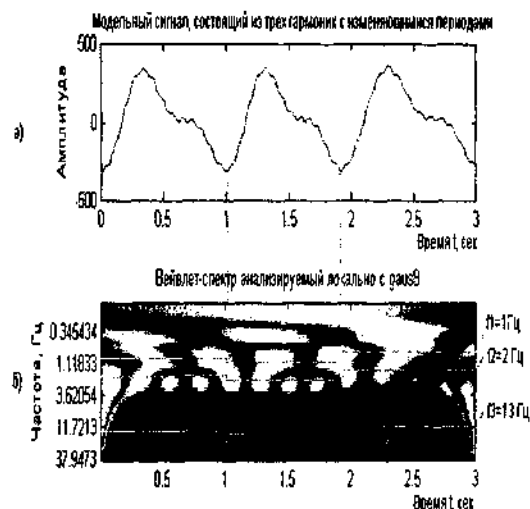 Модельный сигнал, состоящий из трех гармоник с изменяющимися периодами
500
а)
Амплитуда
0
-500
0 0.5 1 1.5 2 2.5 3
Время t, сек
Вейвлет-спектр анализируемый локально с gaus8
б)
Частота, Гц
0.345434
1.11833
3.62054
11.7213
37.9473
f1=1Гц
f2=2 Гц
f3=13 Гц
0.5 1 1.5 2 2.5 3
Время t, сек